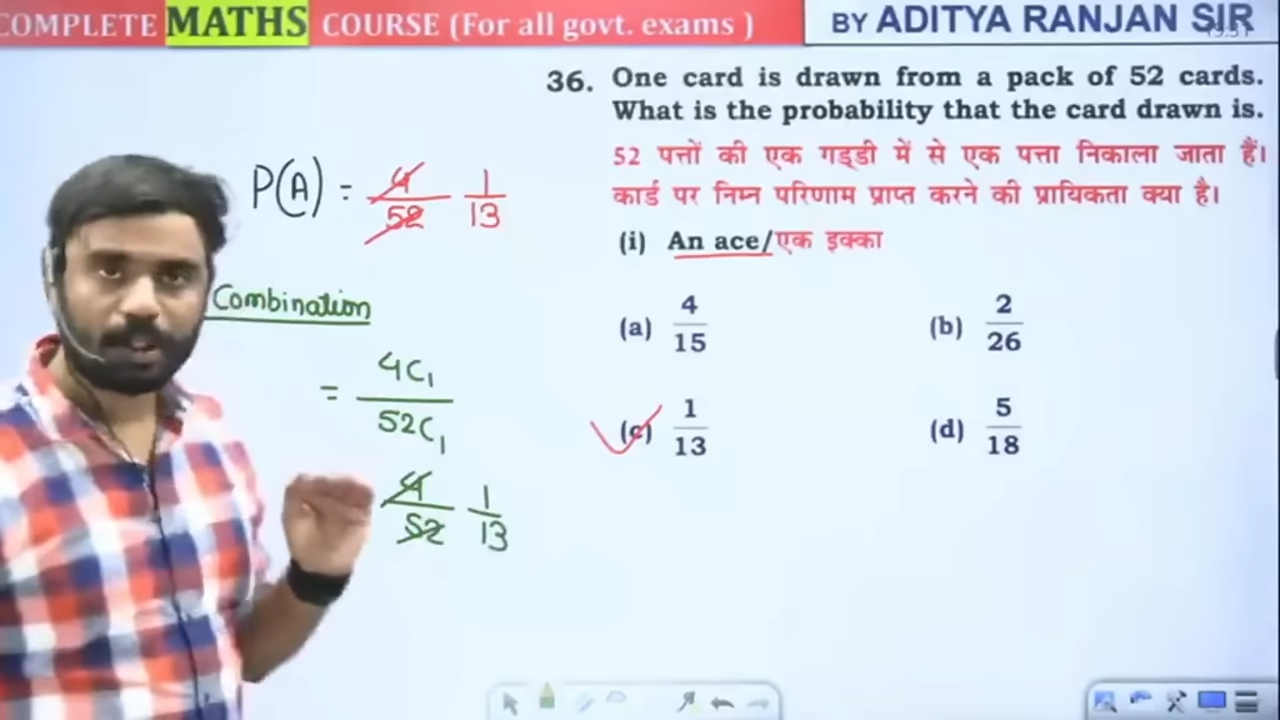 COMPLETE MATHS COURSE (For all govt. exams )
BY ADITYA RANJAN SIR
36. One card is drawn from a pack of 52 cards.
What is the probability that the card drawn is.
52 पत्तों की एक गड्डी में से एक पत्ता निकाला जाता हैं।
कार्ड पर निम्न परिणाम प्राप्त करने की प्रायिकता क्या है।
(i) An ace/एक इक्का
(a) 4/15
(b) 2/26
(c) 1/13
(d) 5/18
P(A) = 4/52 1/13
Combination
= 4C₁/52C₁
4/52 1/13